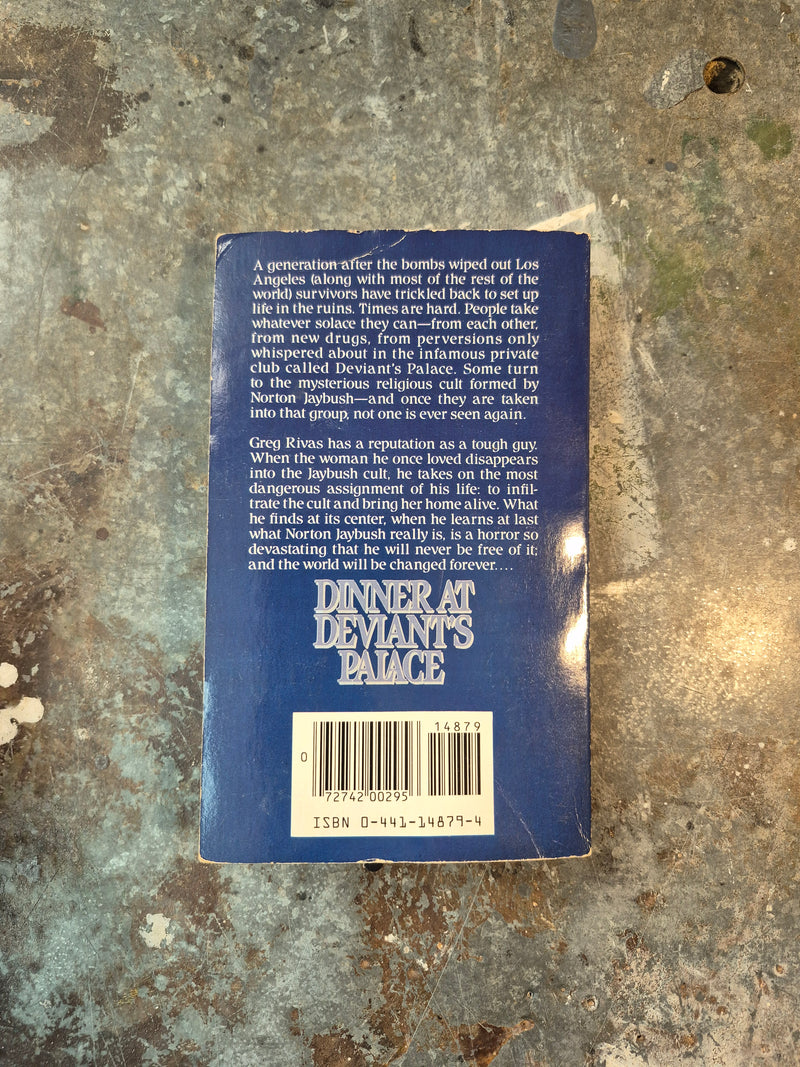 A generation after the bombs wiped out Los
Angeles (along with most of the rest of the
world) survivors have trickled back to set up
life in the ruins. Times are hard. People take
whatever solace they can—from each other,
from new drugs, from perversions only
whispered about in the infamous private
club called Deviant's Palace. Some turn
to the mysterious religious cult formed by
Norton Jaybush—and once they are taken
into that group, not one is ever seen again.
Greg Rivas has a reputation as a tough guy.
When the woman he once loved disappears
into the Jaybush cult, he takes on the most
dangerous assignment of his life: to infil-
trate the cult and bring her home alive. What
he finds at its center, when he learns at last
what Norton Jaybush really is, is a horror so
devastating that he will never be free of it;
and the world will be changed forever....
DINNER AT
DEVIANT'S
PALACE
14879
0
72742 00295
ISBN 0-441-14879-4